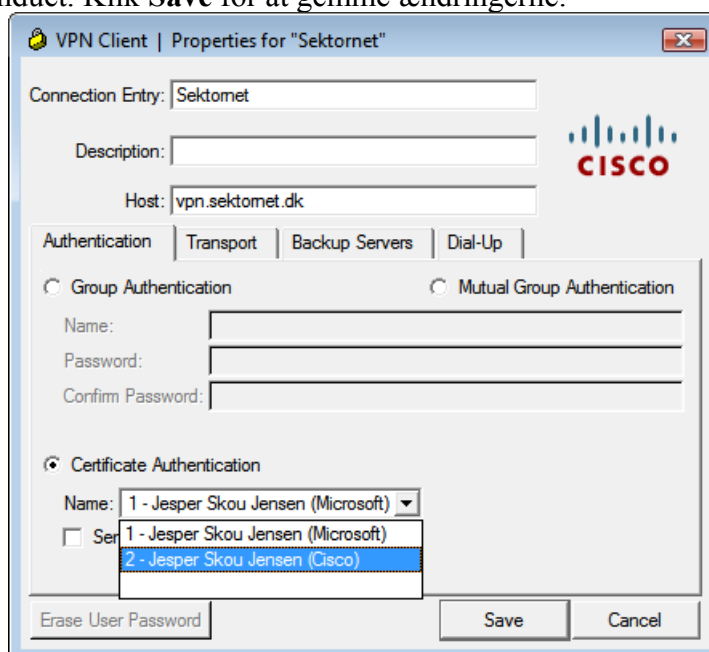 nduct. Klik Save for at gemme ændringerne.
VPN Client | Properties for "Sektornet"
Connection Entry: Sektornet
CISCO
Description:
Host: vpn.sektornet.dk
Authentication Transport Backup Servers Dial-Up
Group Authentication Mutual Group Authentication
Name:
Password:
Confirm Password:
Certificate Authentication
Name: 1 - Jesper Skou Jensen (Microsoft)
Ser 1 - Jesper Skou Jensen (Microsoft)
2 - Jesper Skou Jensen (Cisco)
Erase User Password Save Cancel